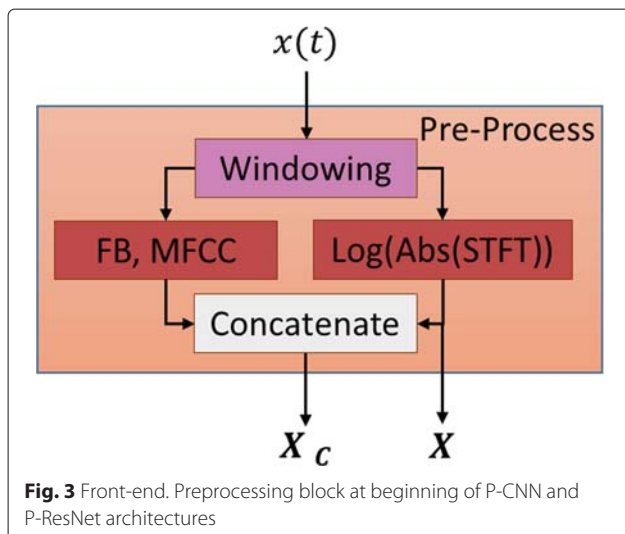 x(t)
Pre-Process
Windowing
FB, MFCC
Log(Abs(STFT))
Concatenate
X C
X
Fig. 3 Front-end. Preprocessing block at beginning of P-CNN and
P-ResNet architectures